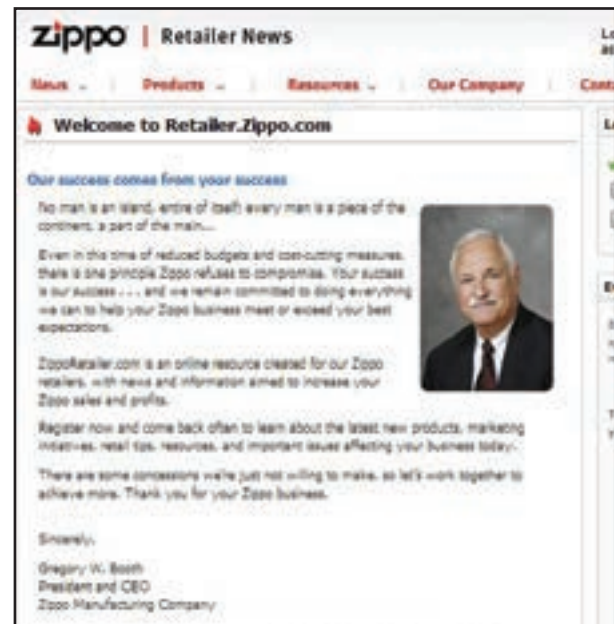 zippo | Retailer News
News Products Resources Our Company
Welcome to Retailer.Zippo.com
Our success comes from your success
No man is an island, entire of itself; every man is a piece of the
continent, a part of the main...
Even in this time of reduced budgets and cost-cutting measures,
there is one principle Zippo refuses to compromise. Your success
is our success . . . and we remain committed to doing everything
we can to help your Zippo business meet or exceed your best
expectations.
ZippoRetailer.com is an online resource created for our Zippo
retailers, with news and information aimed to increase your
Zippo sales and profits.
Register now and come back often to learn about the latest new products, marketing
initiatives, retail tips, resources, and important issues affecting your business today.
There are some concessions we're just not willing to make, so let's work together to
achieve more. Thank you for your Zippo business.
Sincerely,
Gregory W. Booth
President and CEO
Zippo Manufacturing Company